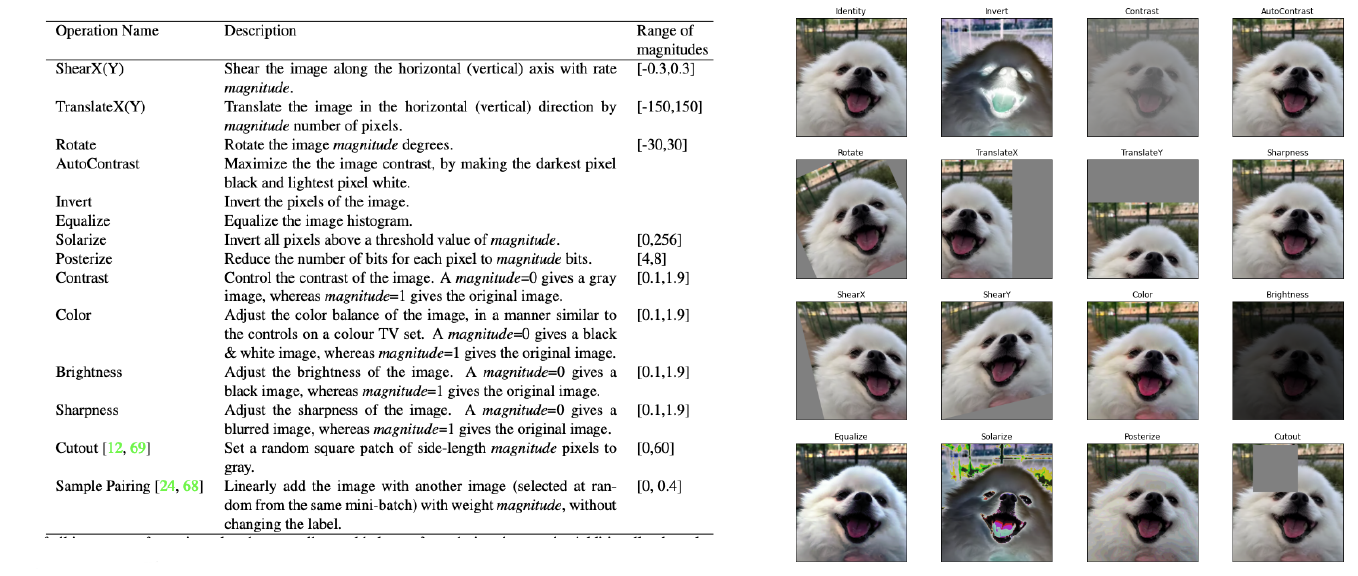 Operation Name Description Range of
magnitudes
ShearX(Y) Shear the image along the horizontal (vertical) axis with rate [-0.3,0.3]
magnitude.
TranslateX(Y) Translate the image in the horizontal (vertical) direction by [-150,150]
magnitude number of pixels.
Rotate Rotate the image magnitude degrees. [-30,30]
AutoContrast Maximize the the image contrast, by making the darkest pixel
black and lightest pixel white.
Invert Invert the pixels of the image.
Equalize Equalize the image histogram.
Solarize Invert all pixels above a threshold value of magnitude. [0,256]
Posterize Reduce the number of bits for each pixel to magnitude bits. [4,8]
Contrast Control the contrast of the image. A magnitude=0 gives a gray [0.1,1.9]
image, whereas magnitude=1 gives the original image.
Color Adjust the color balance of the image, in a manner similar to [0.1,1.9]
the controls on a colour TV set. A magnitude=0 gives a black
& white image, whereas magnitude=1 gives the original image.
Brightness Adjust the brightness of the image. A magnitude=0 gives a [0.1,1.9]
black image, whereas magnitude=1 gives the original image.
Sharpness Adjust the sharpness of the image. A magnitude=0 gives a [0.1,1.9]
blurred image, whereas magnitude=1 gives the original image.
Cutout [12, 69] Set a random square patch of side-length magnitude pixels to [0,60]
gray.
Sample Pairing [24, 68] Linearly add the image with another image (selected at ran- [0, 0.4]
dom from the same mini-batch) with weight magnitude, without
changing the label.
Identity Invert Contrast AutoContrast
Rotate TranslateX TranslateY Sharpness
ShearX ShearY Color Brightness
Equalize Solarize Posterize Cutout